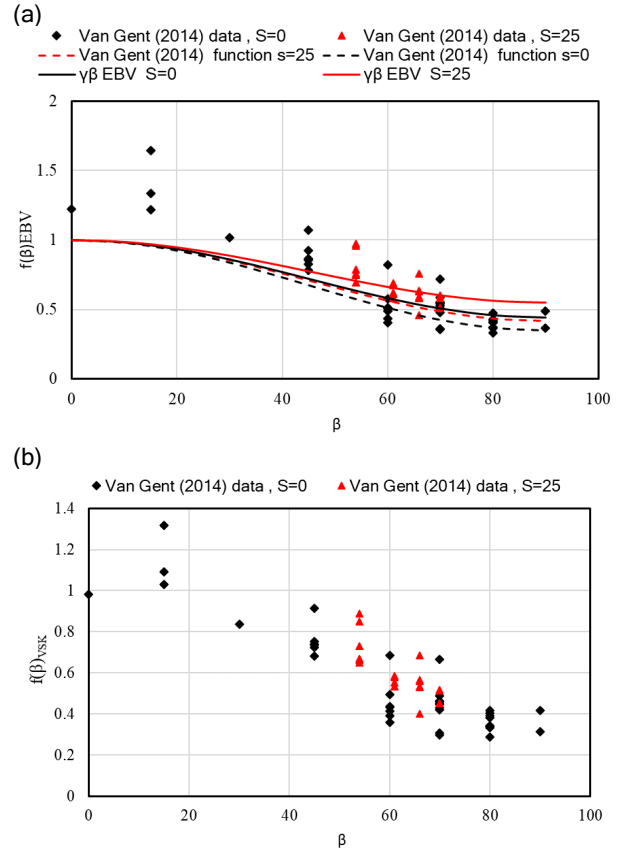 (a)
Van Gent (2014) data, S=0
Van Gent (2014) data , S=25
Van Gent (2014) function s=25
Van Gent (2014) function s=0
γβ EBV S=0
γβ EBV S=25
2
1.5
1
0.5
0
f(β)EBV
0 20 40 60 80 100
β
(b)
Van Gent (2014) data , S=0
Van Gent (2014) data , S=25
1.4
1.2
1
0.8
0.6
0.4
0.2
0
f(β)VSK
0 20 40 60 80 100
β